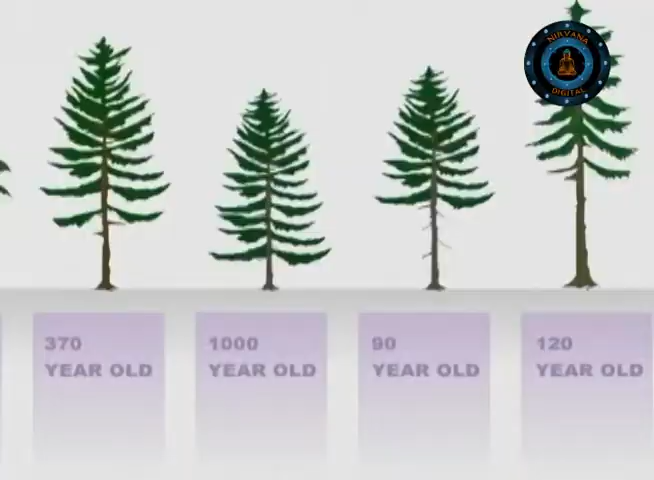 NIRVANA
DIGITAL
370
YEAR OLD
1000
YEAR OLD
90
YEAR OLD
120
YEAR OLD